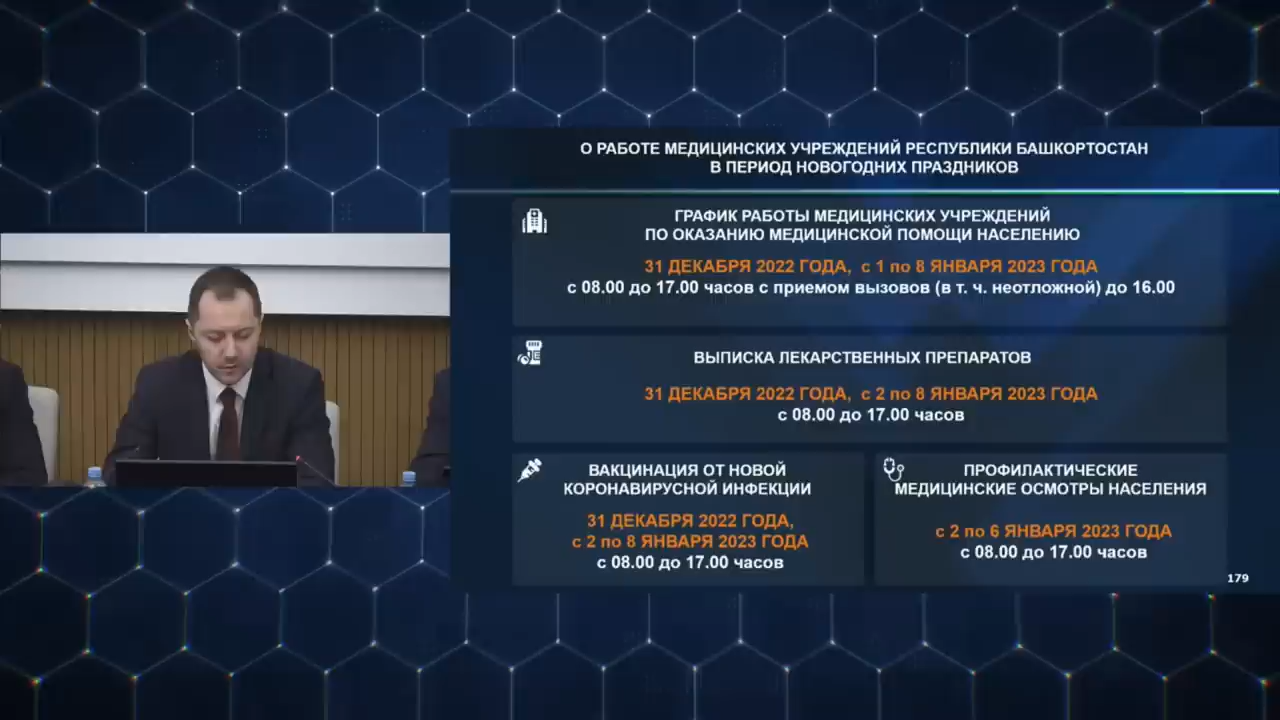 О РАБОТЕ МЕДИЦИНСКИХ УЧРЕЖДЕНИЙ РЕСПУБЛИКИ БАШКОРТОСТАН
В ПЕРИОД НОВОГОДНИХ ПРАЗДНИКОВ
ГРАФИК РАБОТЫ МЕДИЦИНСКИХ УЧРЕЖДЕНИЙ
ПО ОКАЗАНИЮ МЕДИЦИНСКОЙ ПОМОЩИ НАСЕЛЕНИЮ
31 ДЕКАБРЯ 2022 ГОДА, с 1 по 8 ЯНВАРЯ 2023 ГОДА
с 08.00 до 17.00 часов с приемом вызовов (в т. ч. неотложной) до 16.00
ВЫПИСКА ЛЕКАРСТВЕННЫХ ПРЕПАРАТОВ
31 ДЕКАБРЯ 2022 ГОДА, с 2 по 8 ЯНВАРЯ 2023 ГОДА
с 08.00 до 17.00 часов
ВАКЦИНАЦИЯ ОТ НОВОЙ
КОРОНАВИРУСНОЙ ИНФЕКЦИИ
31 ДЕКАБРЯ 2022 ГОДА,
с 2 по 8 ЯНВАРЯ 2023 ГОДА
с 08.00 до 17.00 часов
ПРОФИЛАКТИЧЕСКИЕ
МЕДИЦИНСКИЕ ОСМОТРЫ НАСЕЛЕНИЯ
с 2 по 6 ЯНВАРЯ 2023 ГОДА
с 08.00 до 17.00 часов
179